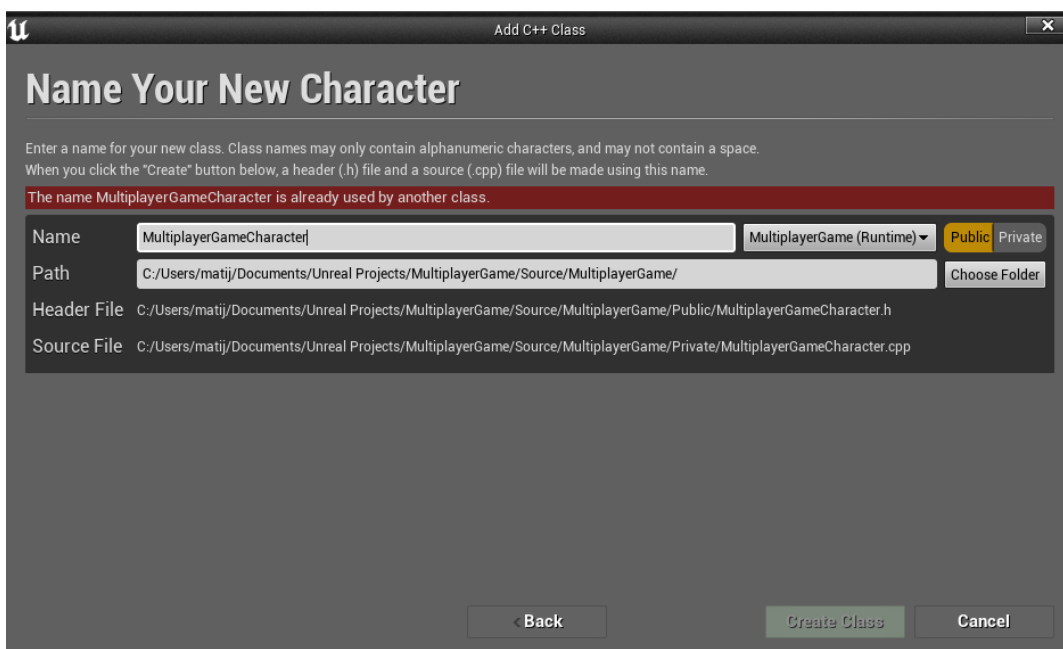 Add C++ Class
Name Your New Character
Enter a name for your new class. Class names may only contain alphanumeric characters, and may not contain a space.
When you click the "Create" button below, a header (.h) file and a source (.cpp) file will be made using this name.
The name MultiplayerGameCharacter is already used by another class.
Name MultiplayerGameCharacter MultiplayerGame (Runtime) Public Private
Path C:/Users/matij/Documents/Unreal Projects/MultiplayerGame/Source/MultiplayerGame/ Choose Folder
Header File C:/Users/matij/Documents/Unreal Projects/MultiplayerGame/Source/MultiplayerGame/Public/MultiplayerGameCharacter.h
Source File C:/Users/matij/Documents/Unreal Projects/MultiplayerGame/Source/MultiplayerGame/Private/MultiplayerGameCharacter.cpp
<Back Create Class Cancel